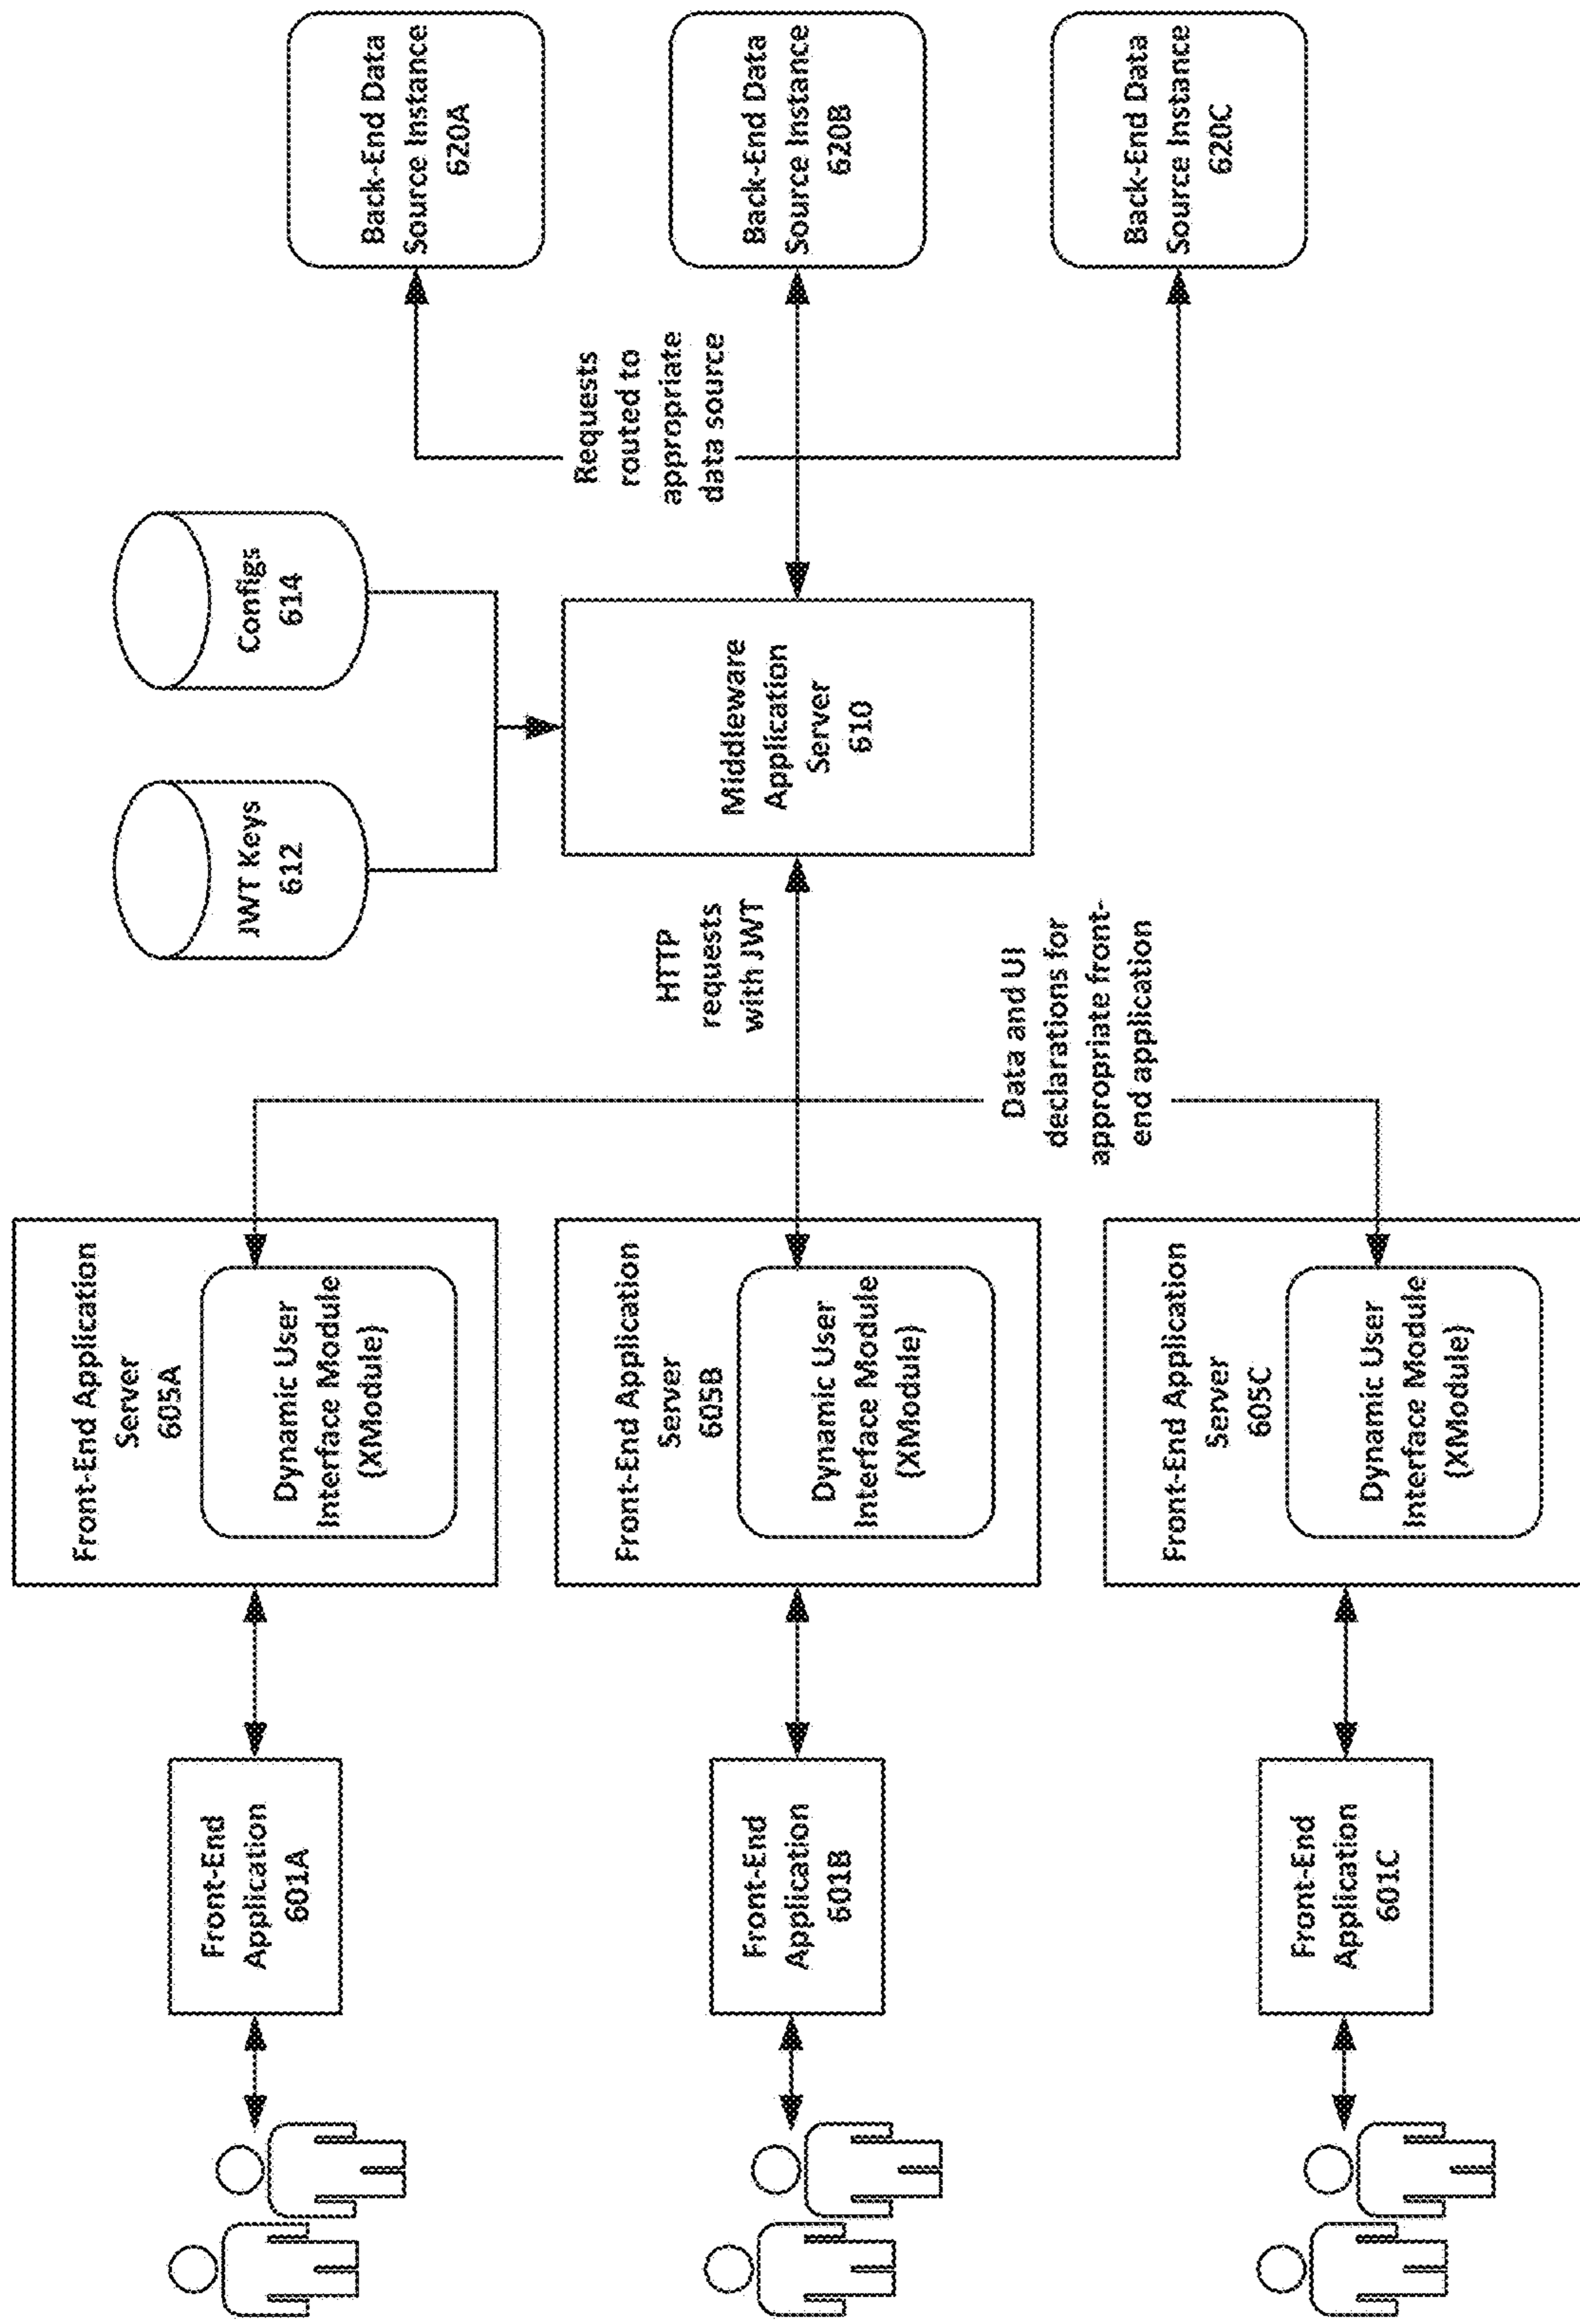 Front-End
Application
601A
Front-End Application
Server
605A
Dynamic User
Interface Module
(XModule)
Front-End
Application
601B
Front-End Application
Server
605B
Dynamic User
Interface Module
(XModule)
Front-End
Application
601C
Front-End Application
Server
605C
Dynamic User
Interface Module
(XModule)
HTTP
requests
with JWT
Data and UI
declarations for
appropriate front-
end application
JWT Keys
612
Configs
614
Middleware
Application
Server
610
Requests
routed to
appropriate
data source
Back-End Data
Source Instance
620A
Back-End Data
Source Instance
620B
Back-End Data
Source Instance
620C